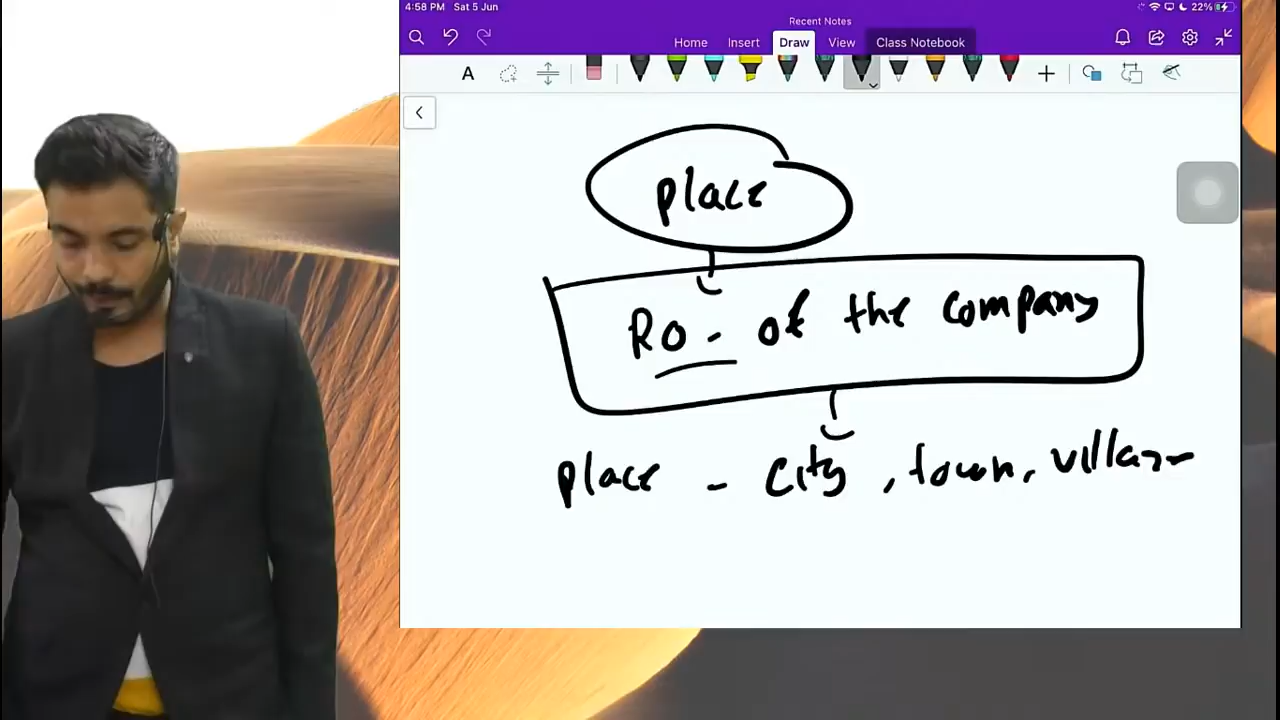 4:58 PM Sat 5 Jun
22%
Recent Notes
Home Insert Draw View Class Notebook
A
place
RO - of the company
place - City, town, village